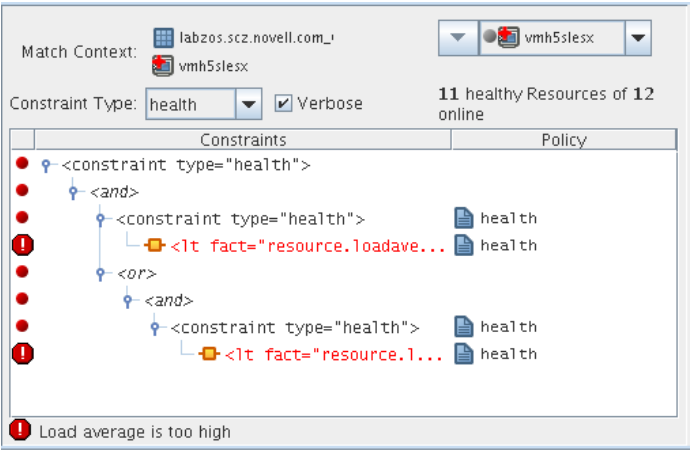 Match Context:
labzos.scz.novell.com_
vmh5slesx
vmh5slesx
Constraint Type: health Verbose
11 healthy Resources of 12
online
Constraints Policy
<constraint type="health">
<and>
<constraint type="health"> health
<lt fact="resource.loadave... health
<or>
<and>
<constraint type="health"> health
<lt fact="resource.l... health
Load average is too high